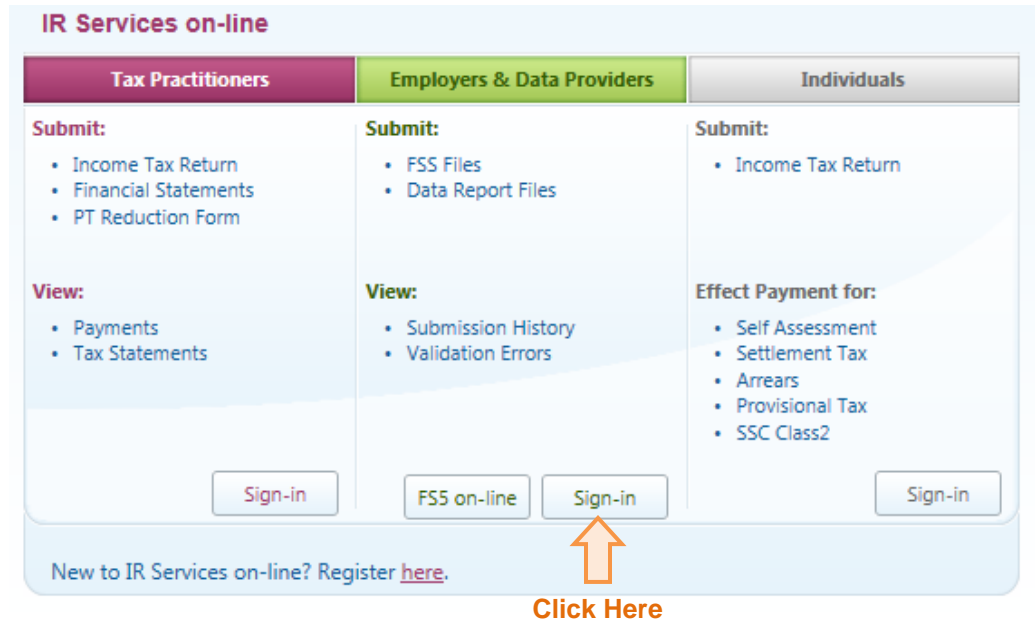 IR Services on-line
Tax Practitioners
Employers & Data Providers
Individuals
Submit:
• Income Tax Return
• Financial Statements
• PT Reduction Form
View:
• Payments
• Tax Statements
Sign-in
Submit:
• FSS Files
• Data Report Files
View:
• Submission History
• Validation Errors
FS5 on-line
Sign-in
Submit:
• Income Tax Return
Effect Payment for:
• Self Assessment
• Settlement Tax
• Arrears
• Provisional Tax
• SSC Class2
Sign-in
New to IR Services on-line? Register here.
Click Here